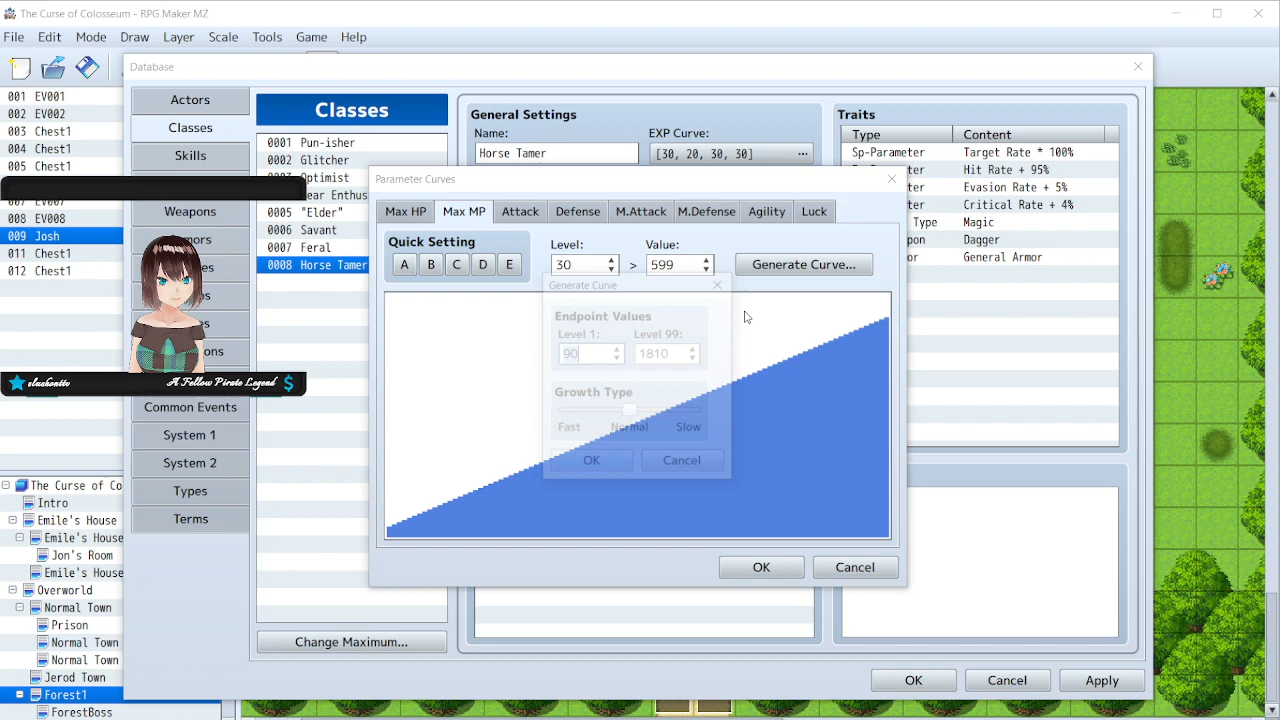 The Curse of Colosseum - RPG Maker MZ
File Edit Mode Draw Layer Scale Tools Game Help
Database
001 EV001
002 EV002
003 Chest1
004 Chest1
005 Chest1
008 EV008
009 Josh
011 Chest1
012 Chest1
Actors
Classes
Skills
Weapons
Common Events
System 1
System 2
Types
Terms
Classes
0001 Pun-isher
0002 Glitcher
Optimist
0005 "Elder"
0006 Savant
0007 Feral
0008 Horse Tamer
Change Maximum...
General Settings
Name:
Horse Tamer
EXP Curve:
[30, 20, 30, 30] ...
Traits
Type Content
Sp-Parameter Target Rate * 100%
Hit Rate + 95%
Evasion Rate + 5%
Critical Rate + 4%
Type Magic
Dagger
General Armor
Parameter Curves
Max HP Max MP Attack Defense M.Attack M.Defense Agility Luck
Quick Setting
A B C D E
Level: Value:
30 > 599
Generate Curve...
Generate Curve
Endpoint Values
Level 1: Level 99:
90 1810
Growth Type
Fast Normal Slow
OK Cancel
OK Cancel
OK Cancel Apply
elushontv
A Fellow Pirate Legend $
The Curse of Co
Intro
Emile's House
Emile's House
Jon's Room
Emile's House
Overworld
Normal Town
Prison
Normal Town
Normal Town
Jerod Town
Forest1
ForestBoss